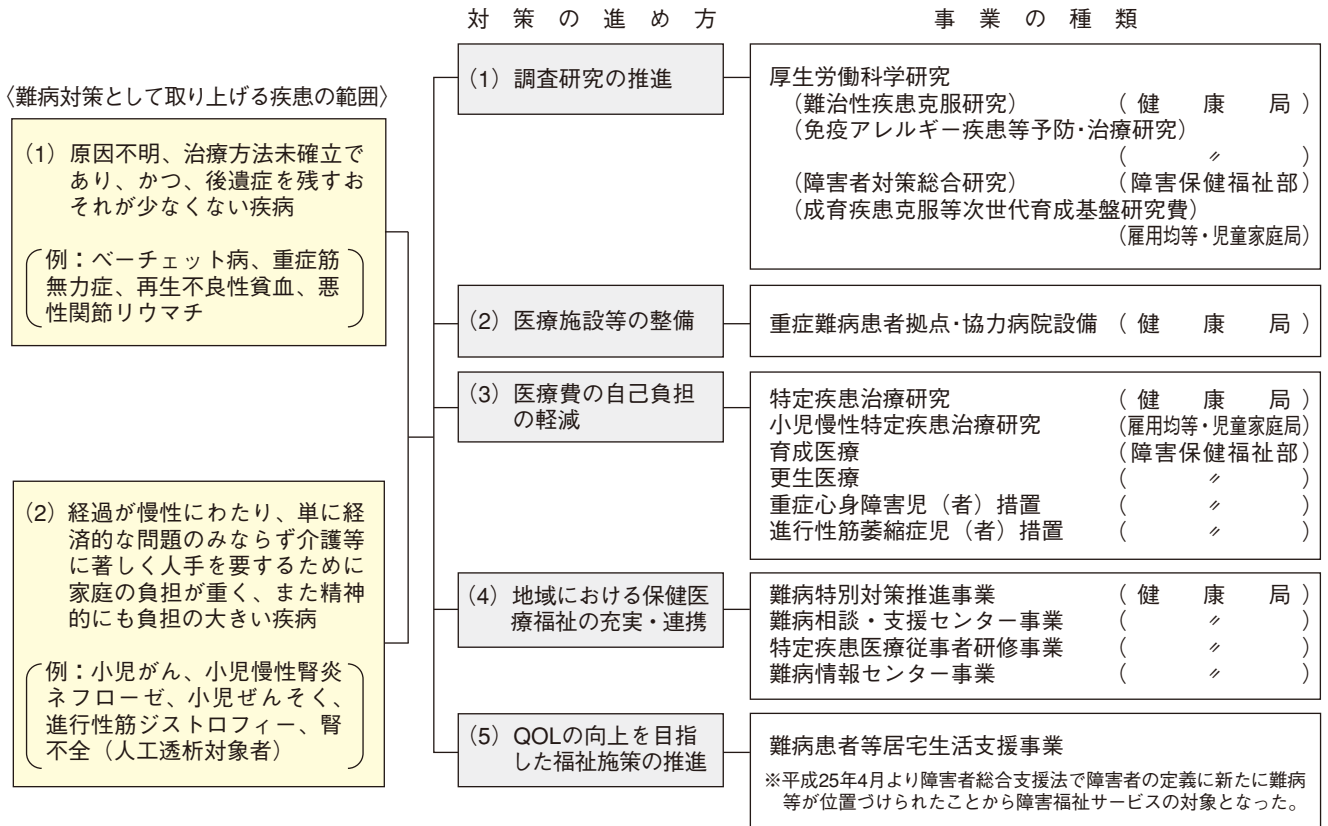 対策の進め方
事業の種類
〈難病対策として取り上げる疾患の範囲〉
(1) 原因不明、治療方法未確立で
あり、かつ、後遺症を残すお
それが少なくない疾病
例：ベーチェット病、重症筋
無力症、再生不良性貧血、悪
性関節リウマチ
(2) 経過が慢性にわたり、単に経
済的な問題のみならず介護等
に著しく人手を要するために
家庭の負担が重く、また精神
的にも負担の大きい疾病
例：小児がん、小児慢性腎炎
ネフローゼ、小児ぜんそく、
進行性筋ジストロフィー、腎
不全（人工透析対象者）
(1) 調査研究の推進
厚生労働科学研究
（難治性疾患克服研究）（健康局）
（免疫アレルギー疾患等予防・治療研究）
（〃）
（障害者対策総合研究）（障害保健福祉部）
（成育疾患克服等次世代育成基盤研究費）
（雇用均等・児童家庭局）
(2) 医療施設等の整備
重症難病患者拠点・協力病院設備（健康局）
(3) 医療費の自己負担
の軽減
特定疾患治療研究（健康局）
小児慢性特定疾患治療研究（雇用均等・児童家庭局）
育成医療（障害保健福祉部）
更生医療（〃）
重症心身障害児（者）措置（〃）
進行性筋萎縮症児（者）措置（〃）
(4) 地域における保健医
療福祉の充実・連携
難病特別対策推進事業（健康局）
難病相談・支援センター事業（〃）
特定疾患医療従事者研修事業（〃）
難病情報センター事業（〃）
(5) QOLの向上を目指
した福祉施策の推進
難病患者等居宅生活支援事業
※平成25年4月より障害者総合支援法で障害者の定義に新たに難病
等が位置づけられたことから障害福祉サービスの対象となった。